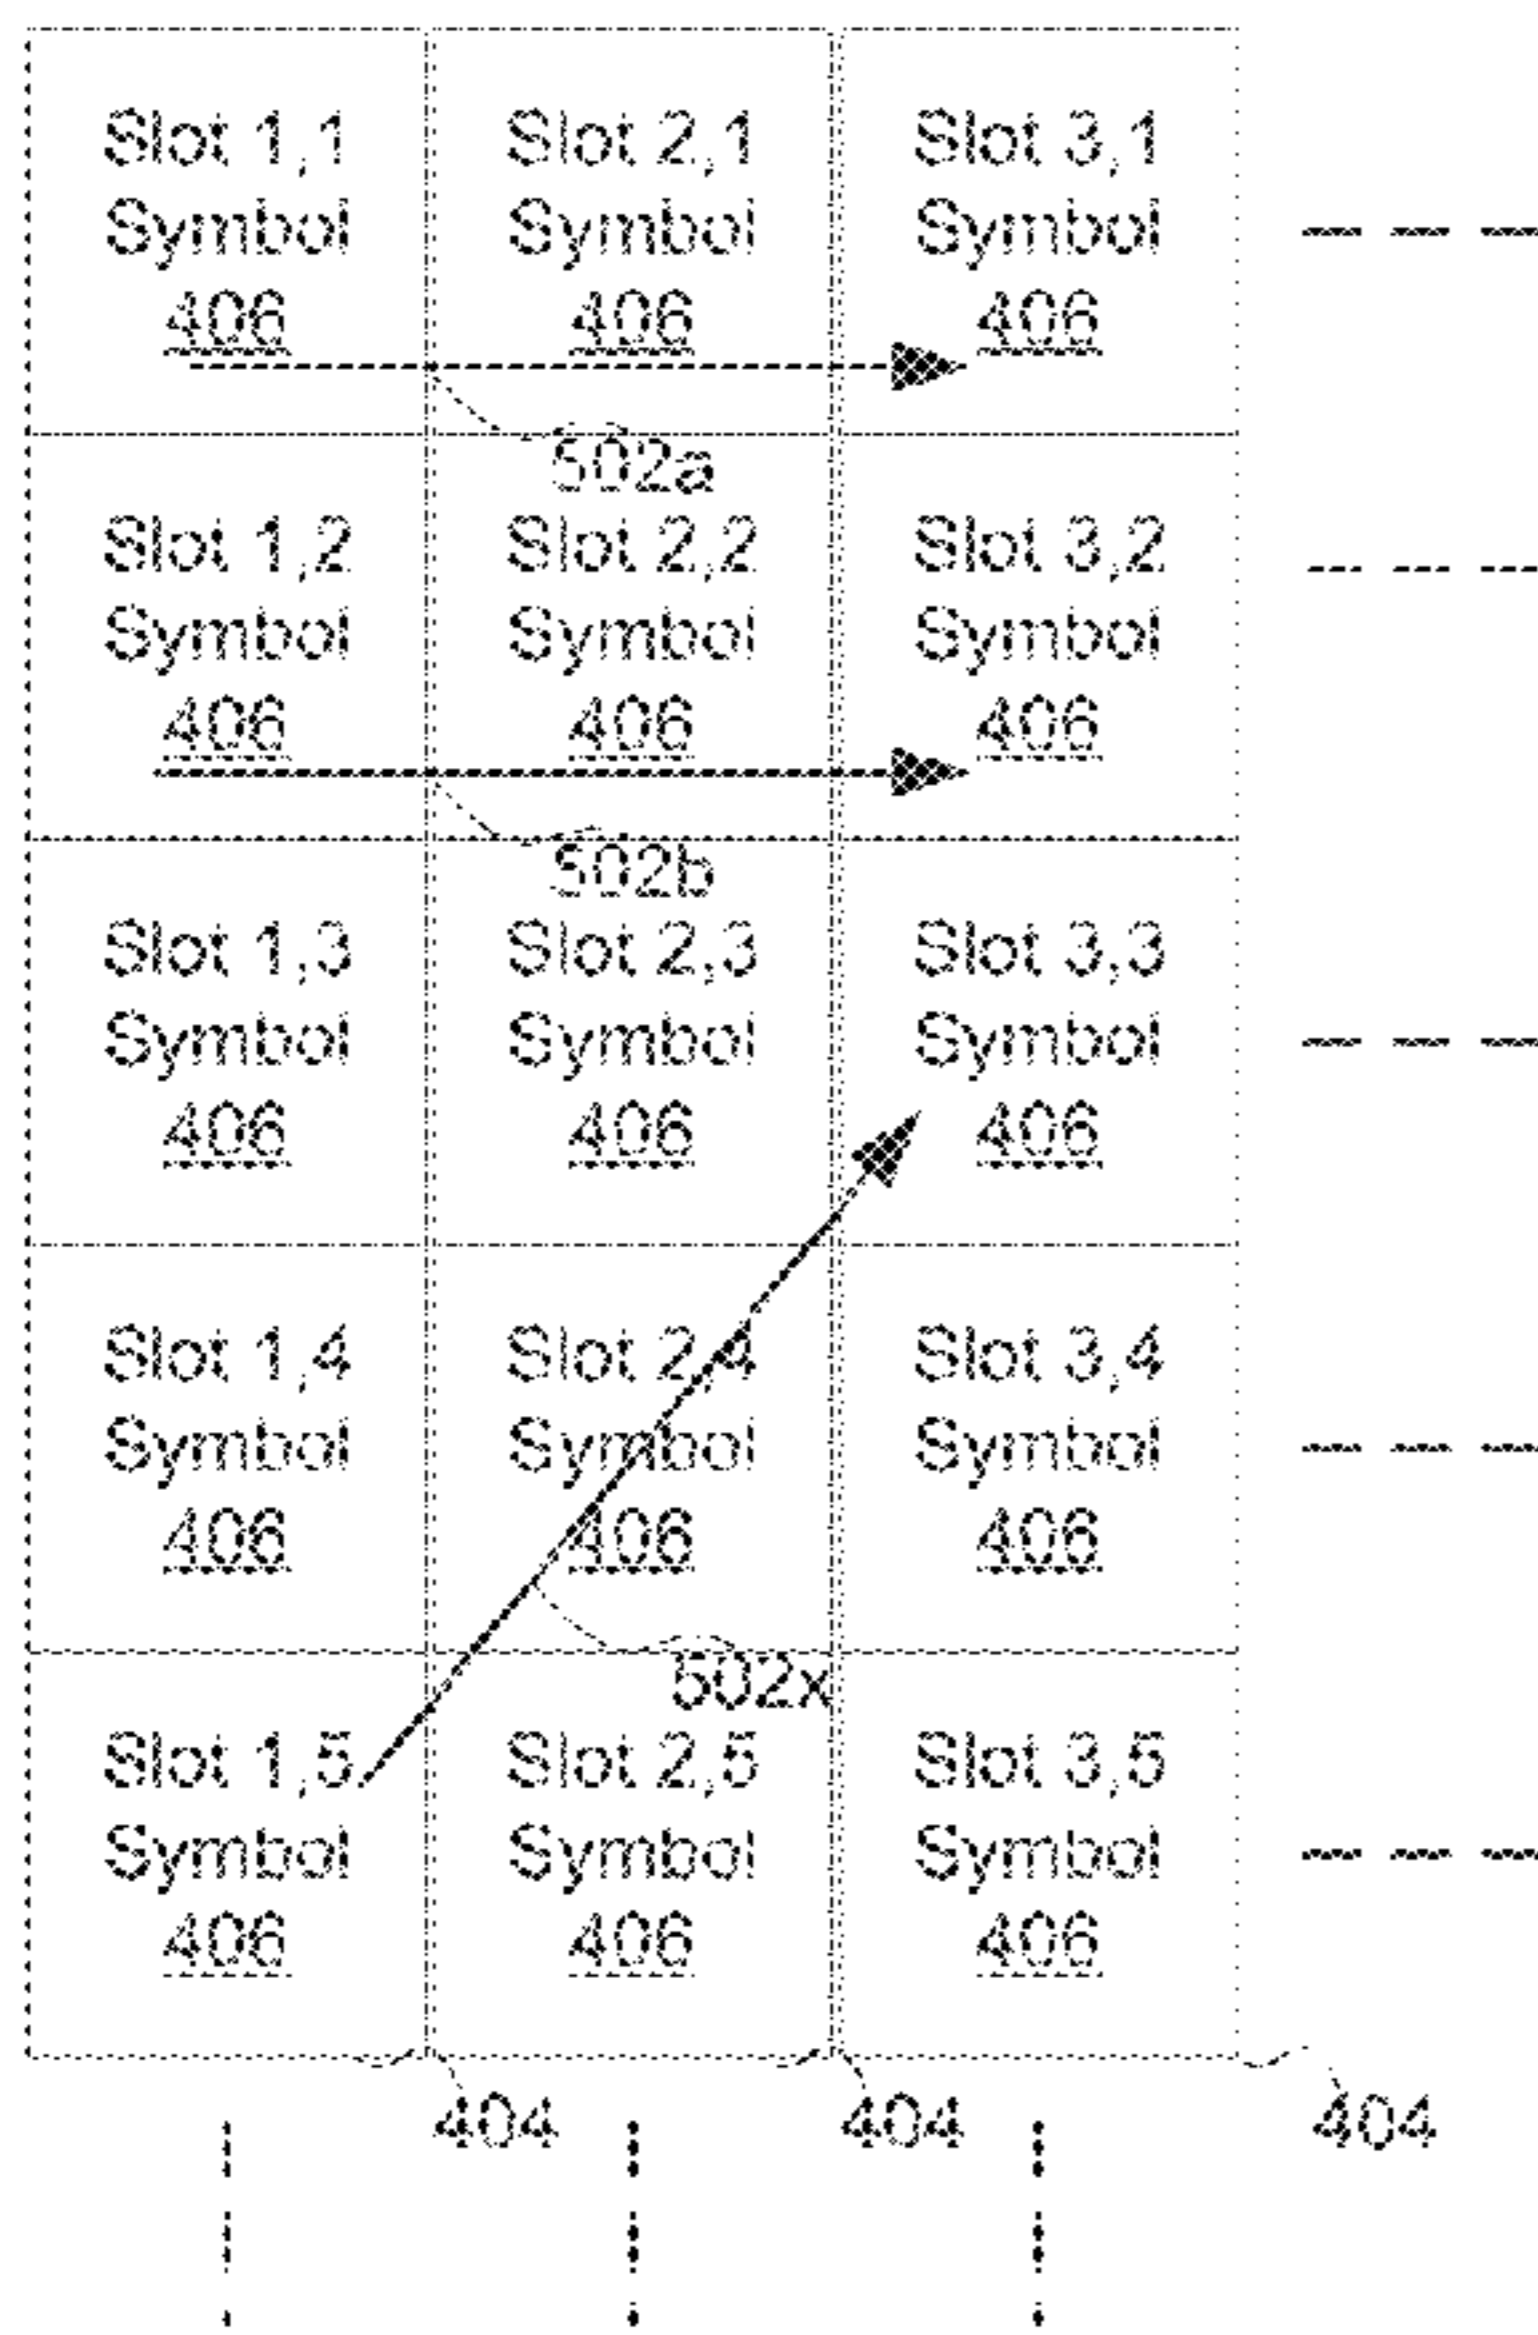 Slot 1,1 Slot 2,1 Slot 3,1
Symbol Symbol Symbol
406 406 406
502a
Slot 1,2 Slot 2,2 Slot 3,2
Symbol Symbol Symbol
406 406 406
502b
Slot 1,3 Slot 2,3 Slot 3,3
Symbol Symbol Symbol
406 406 406
Slot 1,4 Slot 2,4 Slot 3,4
Symbol Symbol Symbol
406 406 406
502x
Slot 1,5 Slot 2,5 Slot 3,5
Symbol Symbol Symbol
406 406 406
404 404 404